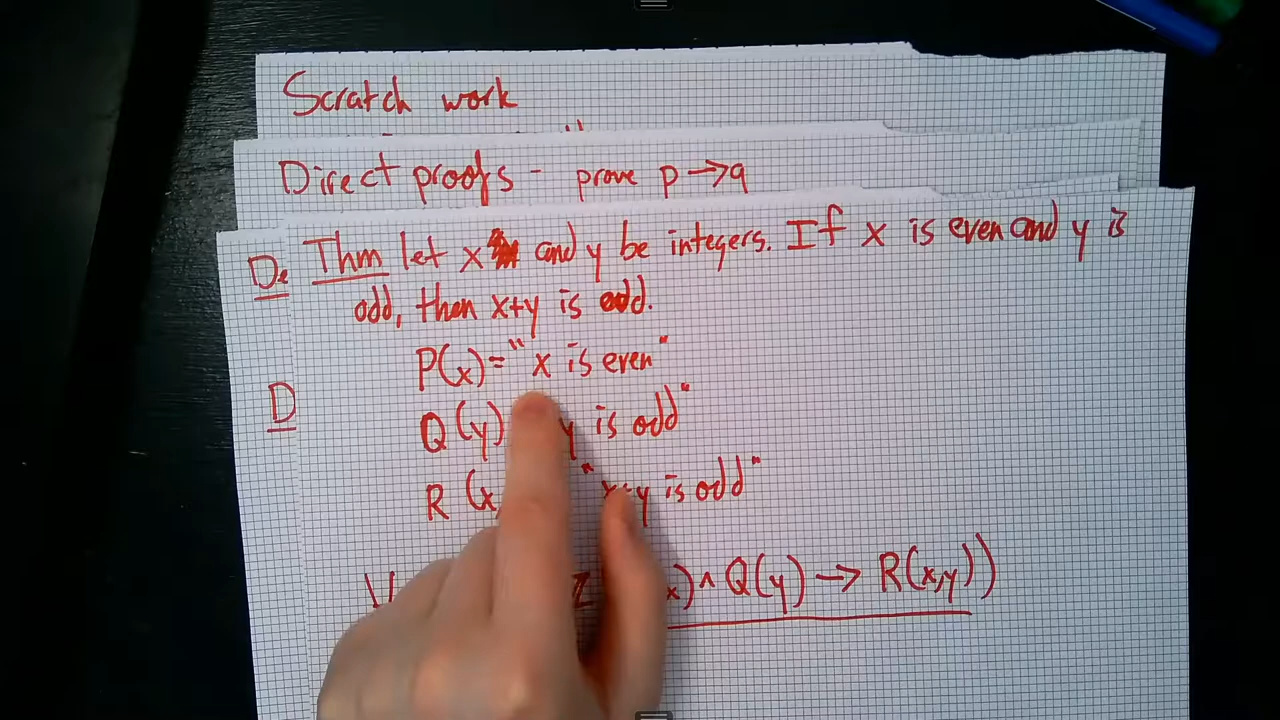 Scratch work
Direct proofs - prove p→q
De Thm let x and y be integers. If x is even and y is
odd, then x+y is odd.
P(x)="x is even"
D
Q(y) y is odd"
R (x, "x+y is odd"
∀ Z x) ∧ Q(y) → R(x,y))